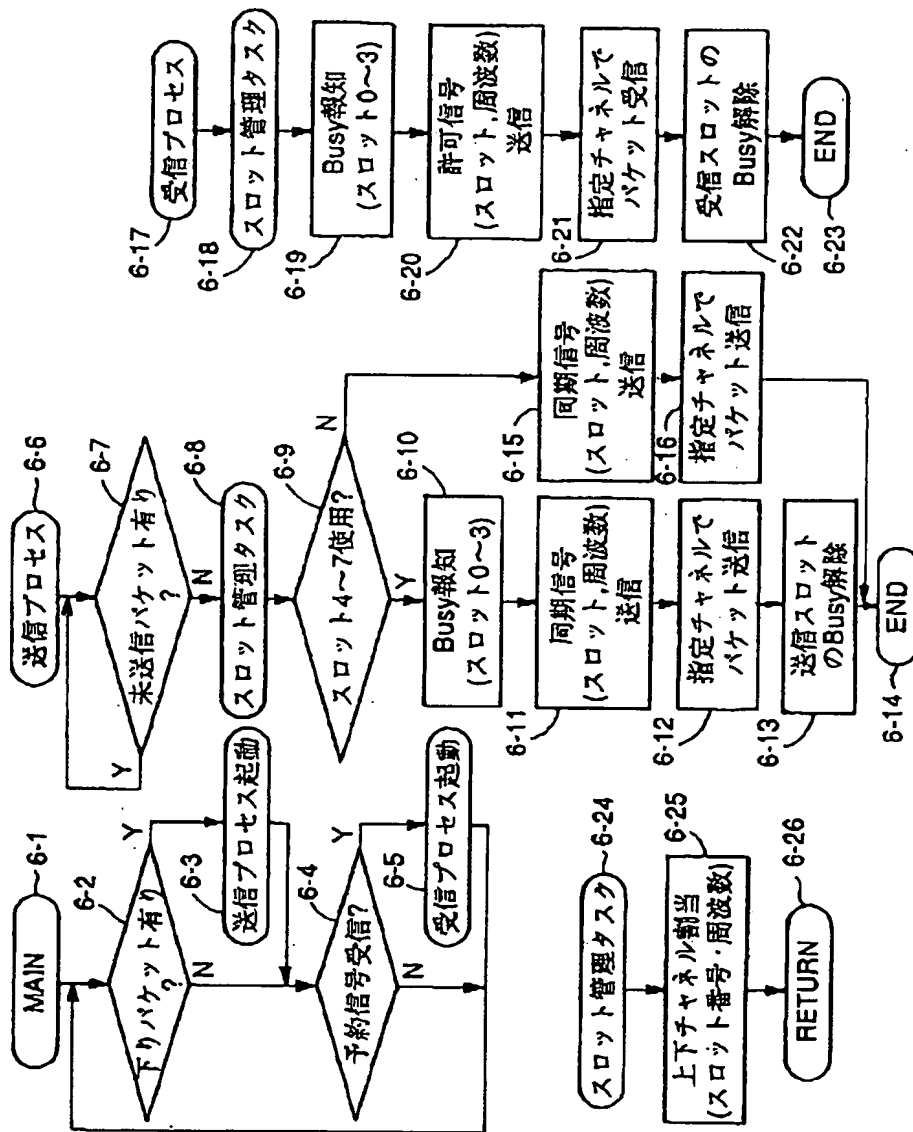 MAIN
6-1
下りパケット有り
?
6-2
Y
N
送信プロセス起動
6-3
予約信号受信?
6-4
Y
N
受信プロセス起動
6-5
送信プロセス
6-6
未送信パケット有り
?
6-7
Y
N
スロット管理タスク
6-8
スロット4〜7使用?
6-9
N
Y
Busy報知
(スロット0〜3)
6-10
同期信号
(スロット,周波数)
送信
6-11
指定チャネルで
パケット送信
6-12
送信スロット
のBusy解除
6-13
END
6-14
同期信号
(スロット,周波数)
送信
6-15
指定チャネルで
パケット送信
6-16
受信プロセス
6-17
スロット管理タスク
6-18
Busy報知
(スロット0〜3)
6-19
許可信号
(スロット,周波数)
送信
6-20
指定チャネルで
パケット受信
6-21
受信スロットの
Busy解除
6-22
END
6-23
スロット管理タスク
6-24
上下チャネル割当
(スロット番号・周波数)
6-25
RETURN
6-26